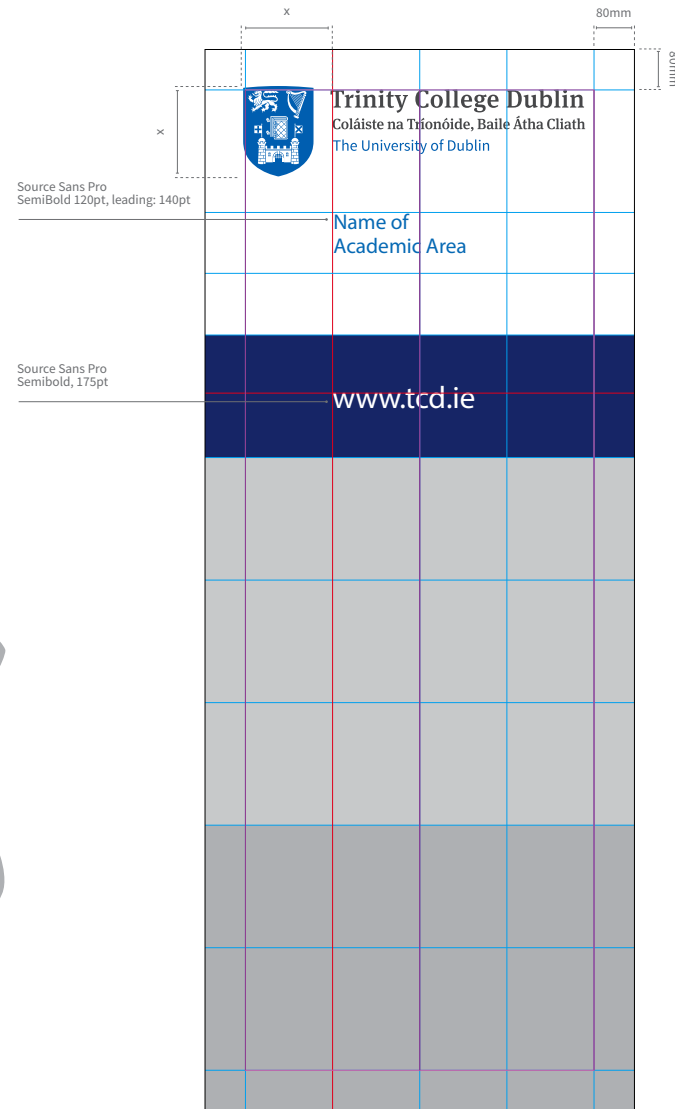 x
80mm
80mm
x
Trinity College Dublin
Coláiste na Tríonóide, Baile Átha Cliath
The University of Dublin
Source Sans Pro
SemiBold 120pt, leading: 140pt
Name of
Academic Area
Source Sans Pro
Semibold, 175pt
www.tcd.ie